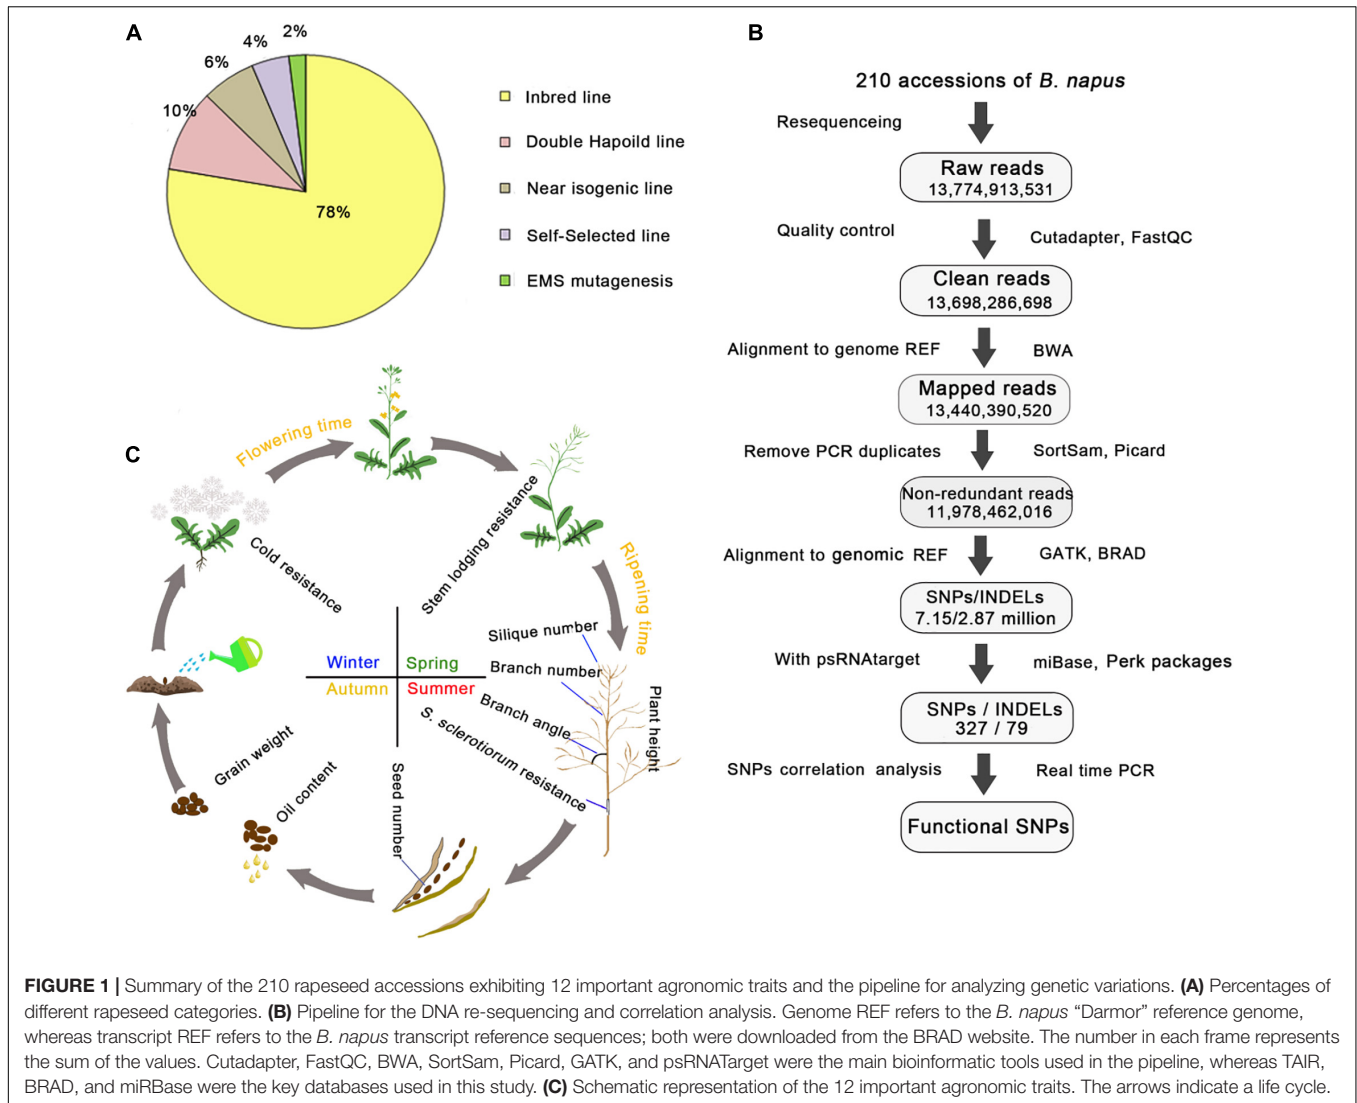 A
2%
4%
6%
10%
78%
Inbred line
Double Hapoild line
Near isogenic line
Self-Selected line
EMS mutagenesis
B
210 accessions of B. napus
Resequenceing
Raw reads
13,774,913,531
Quality control
Cutadapter, FastQC
Clean reads
13,698,286,698
Alignment to genome REF
BWA
Mapped reads
13,440,390,520
Remove PCR duplicates
SortSam, Picard
Non-redundant reads
11,978,462,016
Alignment to genomic REF
GATK, BRAD
SNPs/INDELs
7.15/2.87 million
With psRNAtarget
miBase, Perk packages
SNPs / INDELs
327 / 79
SNPs correlation analysis
Real time PCR
Functional SNPs
C
Flowering time
Cold resistance
Stem lodging resistance
Ripening time
Winter
Spring
Autumn
Summer
Silique number
Branch number
Branch angle
S. sclerotiorum resistance
Plant height
Seed number
Oil content
Grain weight
FIGURE 1 | Summary of the 210 rapeseed accessions exhibiting 12 important agronomic traits and the pipeline for analyzing genetic variations. (A) Percentages of
different rapeseed categories. (B) Pipeline for the DNA re-sequencing and correlation analysis. Genome REF refers to the B. napus “Darmor” reference genome,
whereas transcript REF refers to the B. napus transcript reference sequences; both were downloaded from the BRAD website. The number in each frame represents
the sum of the values. Cutadapter, FastQC, BWA, SortSam, Picard, GATK, and psRNATarget were the main bioinformatic tools used in the pipeline, whereas TAIR,
BRAD, and miRBase were the key databases used in this study. (C) Schematic representation of the 12 important agronomic traits. The arrows indicate a life cycle.